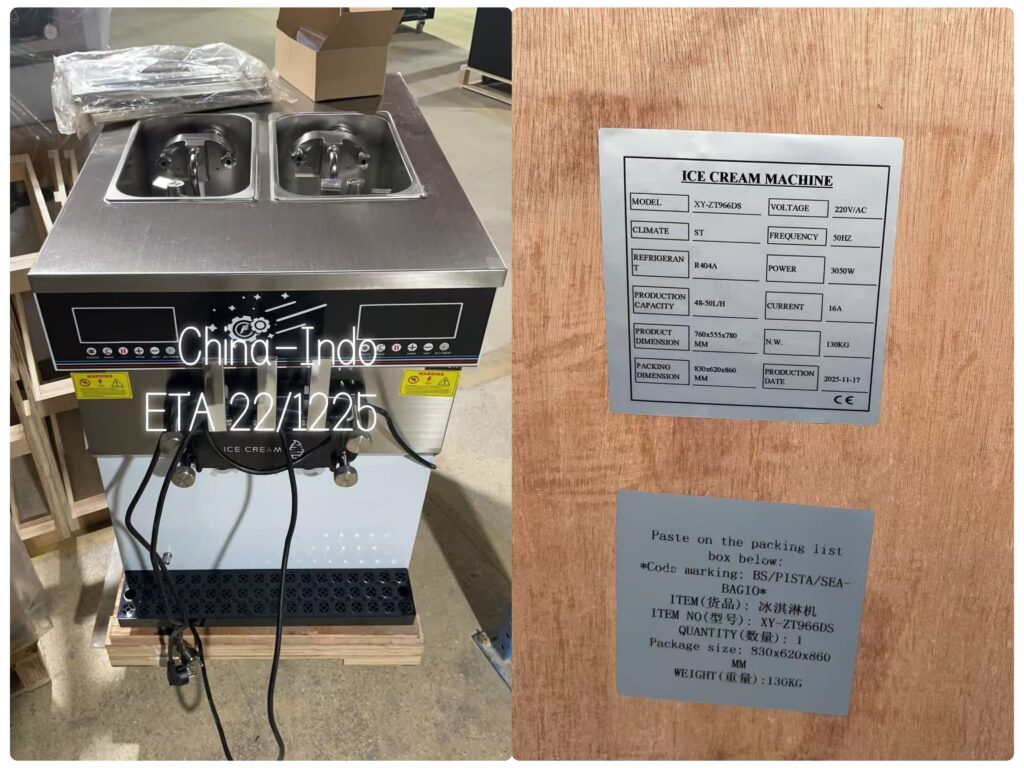 China-Indo
ETA 22/1225
WARNING
WARNING
ICE CREAM
ICE CREAM MACHINE
MODEL XY-ZT966DS VOLTAGE 220V/AC
CLIMATE ST FREQUENCY 50HZ
REFRIGERAN
T R404A POWER 3050W
PRODUCTION
CAPACITY 48-50L/H CURRENT 16A
PRODUCT
DIMENSION 760x555x780
MM N.W. 130KG
PACKING
DIMENSION 830x620x860
MM PRODUCTION
DATE 2025-11-17
CE
Paste on the packing list
box below:
*Code marking: BS/PISTA/SEA-
BAGIO*
ITEM(货品): 冰淇淋机
ITEM NO(型号): XY-ZT966DS
QUANTITY(数量): 1
Package size: 830x620x860
MM
WEIGHT(重量):130KG